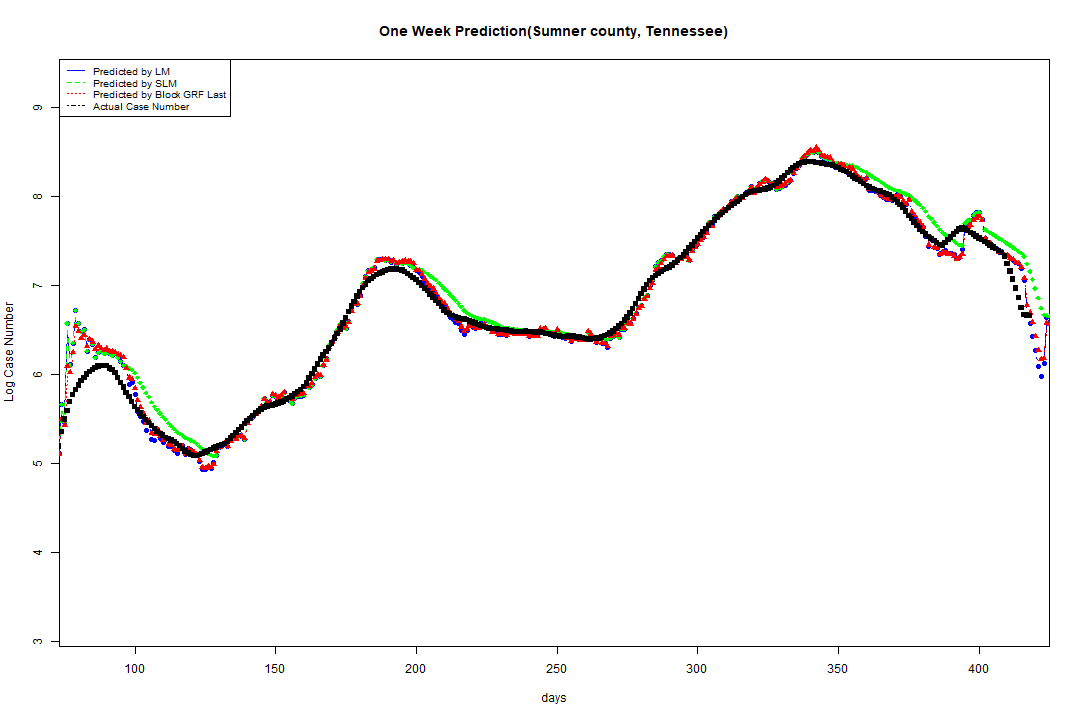 One Week Prediction(Sumner county, Tennessee)
Predicted by LM
Predicted by SLM
Predicted by Block GRF Last
Actual Case Number
9
8
7
6
5
4
3
Log Case Number
100 150 200 250 300 350 400
days